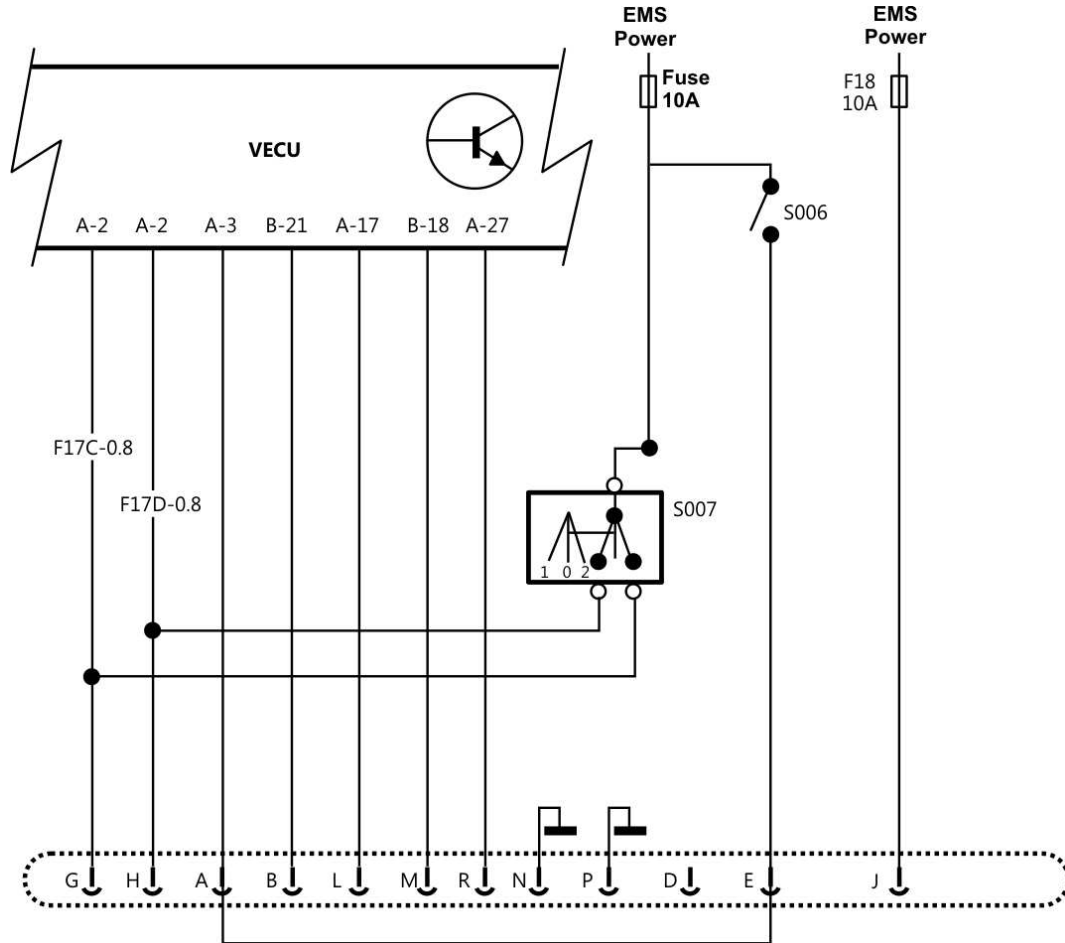 EMS
Power
EMS
Power
Fuse
10A
F18
10A
VECU
S006
A-2 A-2 A-3 B-21 A-17 B-18 A-27
F17C-0.8
F17D-0.8
S007
1 0 2
G H A B L M R N P D E J